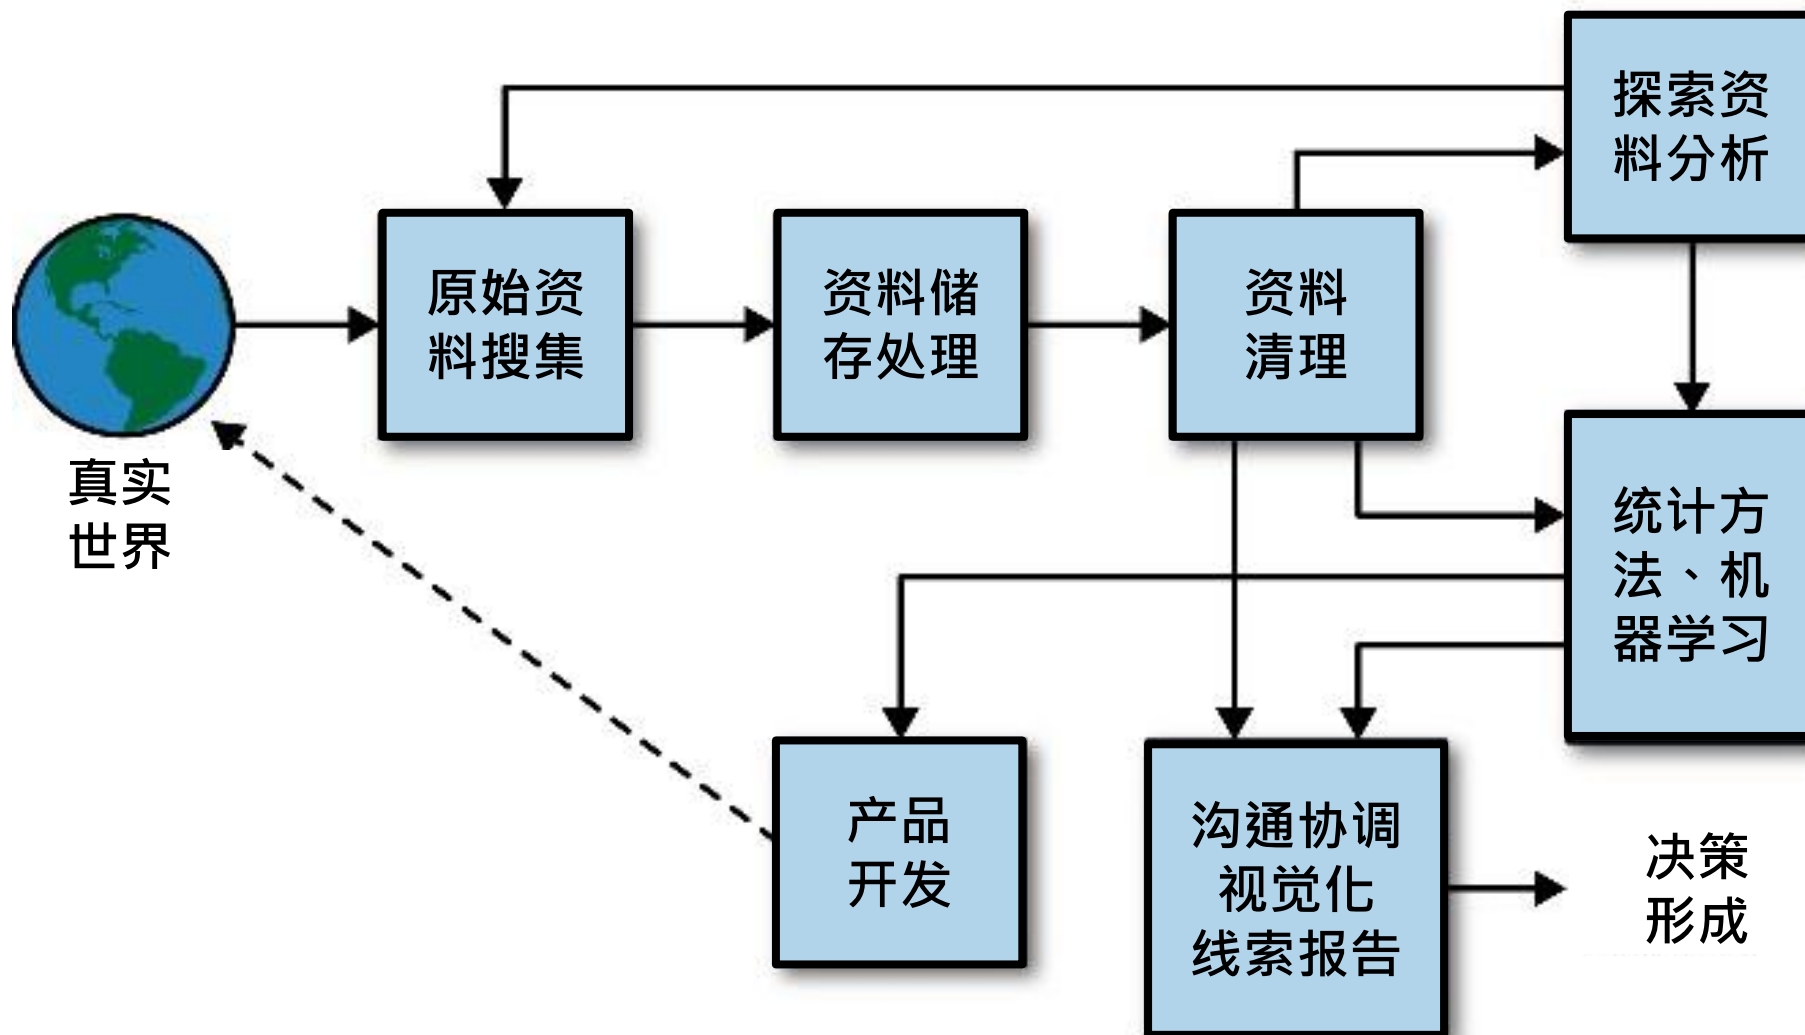 探索资
料分析
原始资
料搜集
资料储
存处理
资料
清理
真实
世界
统计方
法、机
器学习
产品
开发
沟通协调
视觉化
线索报告
决策
形成